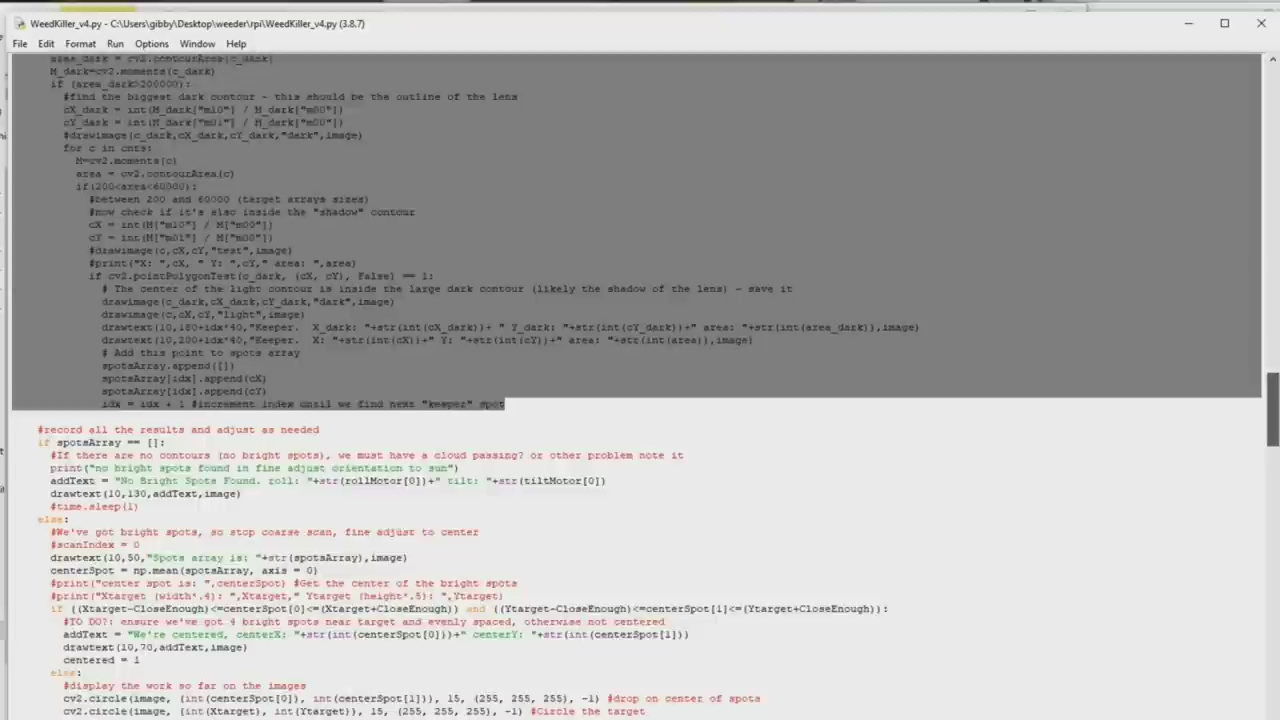 WeedKiller_v4.py - C:\Users\gibby\Desktop\weeder\rpi\WeedKiller_v4.py (3.8.7)
File Edit Format Run Options Window Help
area_dark = cv2.contourArea(c_dark)
M_dark=cv2.moments(c_dark)
if (area_dark>200000):
#find the biggest dark contour - this should be the outline of the lens
cX_dark = int(M_dark["m10"] / M_dark["m00"])
cY_dark = int(M_dark["m01"] / M_dark["m00"])
#drawimage(c_dark,cX_dark,cY_dark,"dark",image)
for c in cnts:
M=cv2.moments(c)
area = cv2.contourArea(c)
if(200<area<60000):
#between 200 and 60000 (target arrays sizes)
#now check if it's also inside the "shadow" contour
cX = int(M["m10"] / M["m00"])
cY = int(M["m01"] / M["m00"])
#drawimage(c,cX,cY,"test",image)
#print("X: ",cX, " Y: ",cY," area: ",area)
if cv2.pointPolygonTest(c_dark, (cX, cY), False) == 1:
# The center of the light contour is inside the large dark contour (likely the shadow of the lens) - save it
drawimage(c_dark,cX_dark,cY_dark,"dark",image)
drawimage(c,cX,cY,"light",image)
drawtext(10,180+idx*40,"Keeper.  X_dark: "+str(int(cX_dark))+ " Y_dark: "+str(int(cY_dark))+" area: "+str(int(area_dark)),image)
drawtext(10,200+idx*40,"Keeper.  X: "+str(int(cX))+" Y: "+str(int(cY))+" area: "+str(int(area)),image)
# Add this point to spots array
spotsArray.append([])
spotsArray[idx].append(cX)
spotsArray[idx].append(cY)
idx = idx + 1 #increment index until we find next "keeper" spot
#record all the results and adjust as needed
if spotsArray == []:
#If there are no contours (no bright spots), we must have a cloud passing? or other problem note it
print("no bright spots found in fine adjust orientation to sun")
addText = "No Bright Spots Found. roll: "+str(rollMotor[0])+" tilt: "+str(tiltMotor[0])
drawtext(10,130,addText,image)
#time.sleep(1)
else:
#We've got bright spots, so stop coarse scan, fine adjust to center
#scanIndex = 0
drawtext(10,50,"Spots array is: "+str(spotsArray),image)
centerSpot = np.mean(spotsArray, axis = 0)
#print("center spot is: ",centerSpot) #Get the center of the bright spots
#print("Xtarget (width*.4): ",Xtarget," Ytarget (height*.5): ",Ytarget)
if ((Xtarget-CloseEnough)<=centerSpot[0]<=(Xtarget+CloseEnough)) and ((Ytarget-CloseEnough)<=centerSpot[1]<=(Ytarget+CloseEnough)):
#TO DO?: ensure we've got 4 bright spots near target and evenly spaced, otherwise not centered
addText = "We're centered, centerX: "+str(int(centerSpot[0]))+" centerY: "+str(int(centerSpot[1]))
drawtext(10,70,addText,image)
centered = 1
else:
#display the work so far on the images
cv2.circle(image, (int(centerSpot[0]), int(centerSpot[1])), 15, (255, 255, 255), -1) #drop on center of spots
cv2.circle(image, (int(Xtarget), int(Ytarget)), 15, (255, 255, 255), -1) #Circle the target